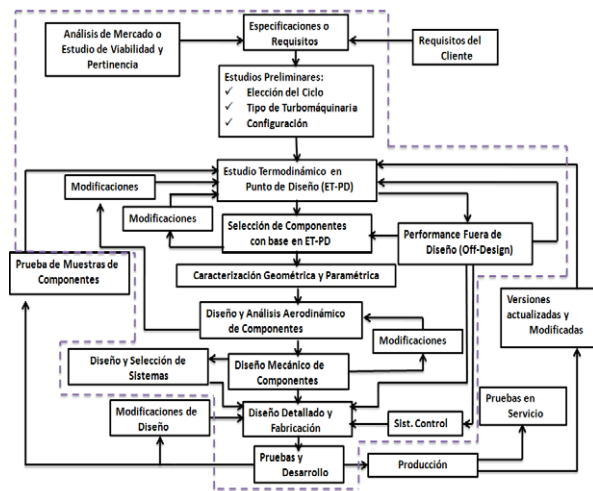 Análisis de Mercado o
Estudio de Viabilidad y
Pertinencia
Especificaciones o
Requisitos
Requisitos del
Cliente
Estudios Preliminares:
✓ Elección del Ciclo
✓ Tipo de Turbomáquinaria
✓ Configuración
Estudio Termodinámico en
Punto de Diseño (ET-PD)
Modificaciones
Modificaciones
Selección de Componentes
con base en ET-PD
Performance Fuera de
Diseño (Off-Design)
Prueba de Muestras de
Componentes
Caracterización Geométrica y Paramétrica
Diseño y Análisis Aerodinámico
de Componentes
Versiones
actualizadas y
Modificadas
Modificaciones
Diseño y Selección de
Sistemas
Diseño Mecánico de
Componentes
Modificaciones de
Diseño
Diseño Detallado y
Fabricación
Sist. Control
Pruebas en
Servicio
Pruebas y
Desarrollo
Producción